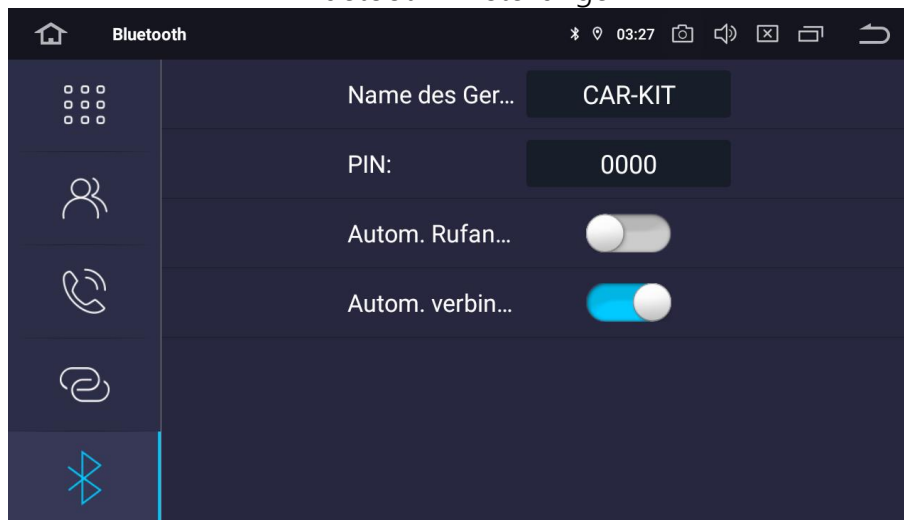 Bluetooth 03:27
Name des Ger... CAR-KIT
PIN: 0000
Autom. Rufan...
Autom. verbin...